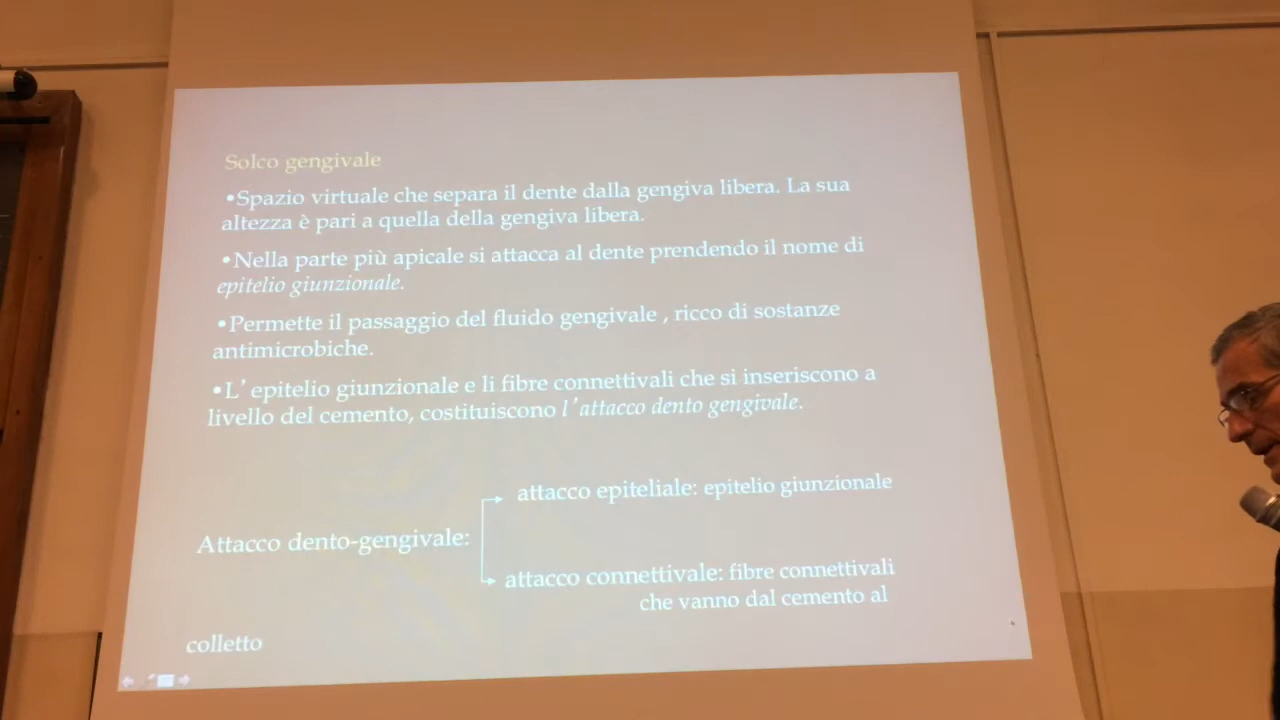 Solco gengivale
•Spazio virtuale che separa il dente dalla gengiva libera. La sua
altezza è pari a quella della gengiva libera.
•Nella parte più apicale si attacca al dente prendendo il nome di
epitelio giunzionale.
•Permette il passaggio del fluido gengivale , ricco di sostanze
antimicrobiche.
•L’ epitelio giunzionale e li fibre connettivali che si inseriscono a
livello del cemento, costituiscono l’attacco dento gengivale.
attacco epiteliale: epitelio giunzionale
Attacco dento-gengivale:
attacco connettivale: fibre connettivali
che vanno dal cemento al
colletto